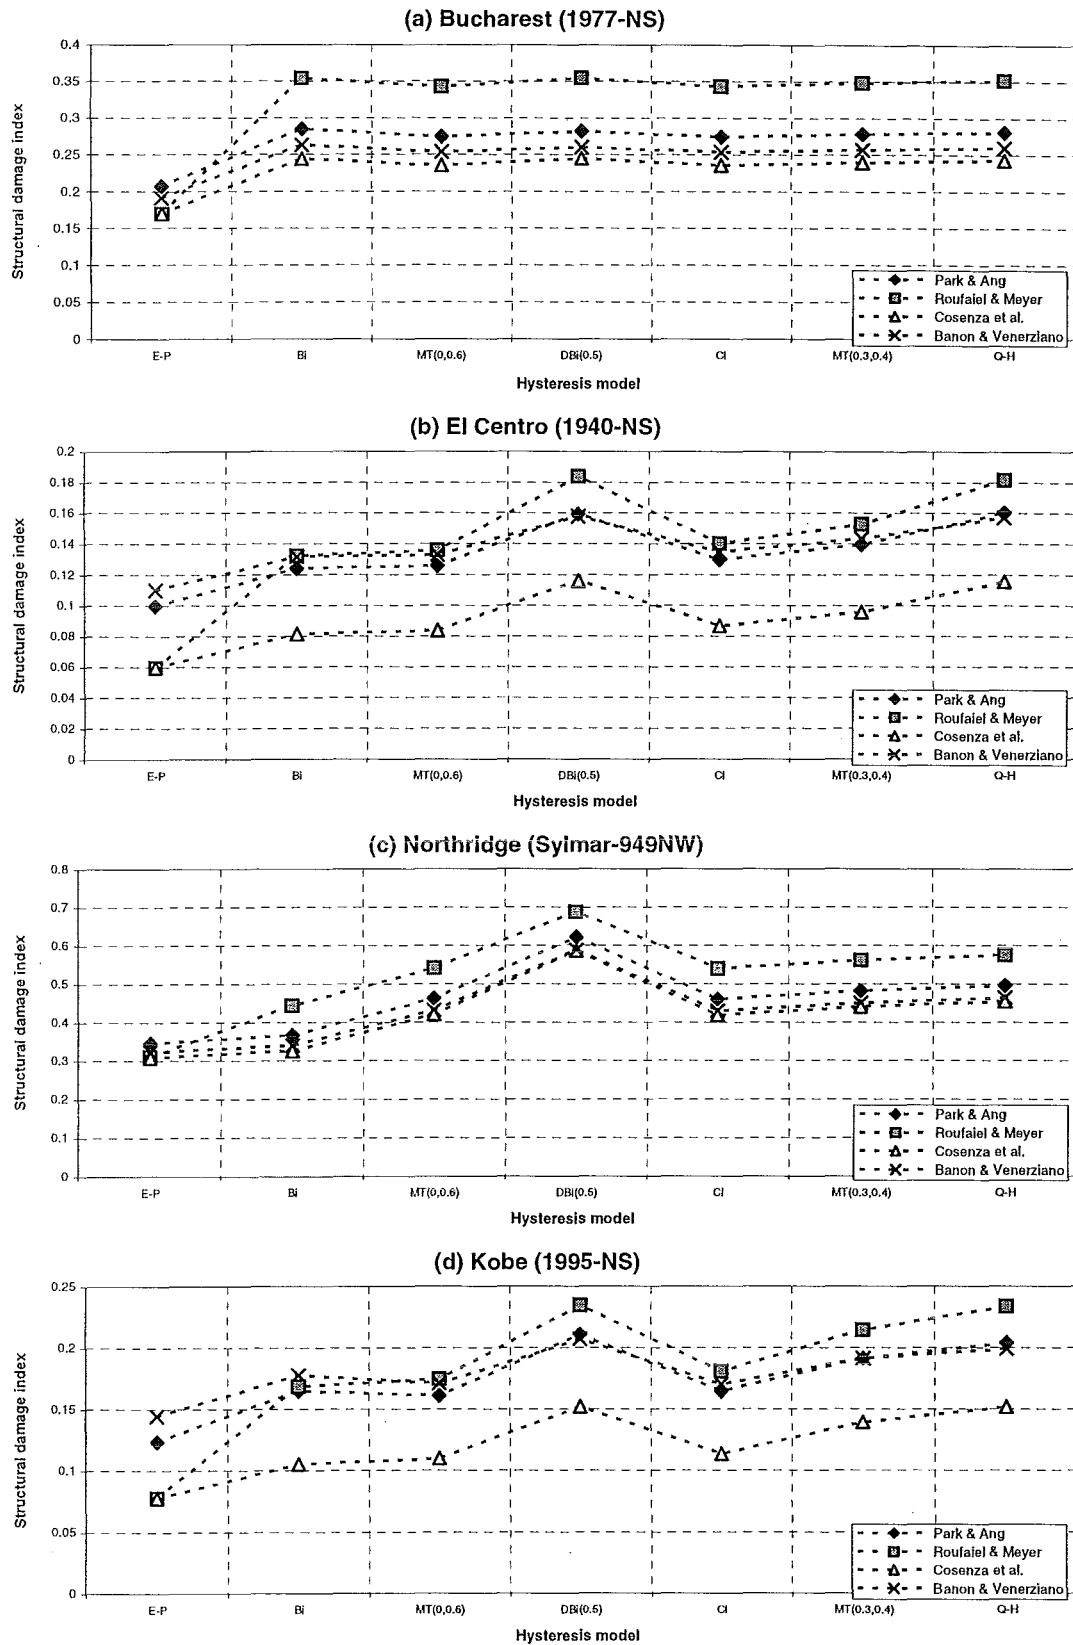 (a) Bucharest (1977-NS)
Structural damage index
0.4
0.35
0.3
0.25
0.2
0.15
0.1
0.05
0
E-P Bi MT(0,0.6) DBi(0.5) Cl MT(0.3,0.4) Q-H
Hysteresis model
Park & Ang
Roufaiel & Meyer
Cosenza et al.
Banon & Venerziano
(b) El Centro (1940-NS)
Structural damage index
0.2
0.18
0.16
0.14
0.12
0.1
0.08
0.06
0.04
0.02
0
E-P Bi MT(0,0.6) DBi(0.5) Cl MT(0.3,0.4) Q-H
Hysteresis model
Park & Ang
Roufaiel & Meyer
Cosenza et al.
Banon & Venerziano
(c) Northridge (Sylmar-949NW)
Structural damage index
0.8
0.7
0.6
0.5
0.4
0.3
0.2
0.1
0
E-P Bi MT(0,0.6) DBi(0.5) Cl MT(0.3,0.4) Q-H
Hysteresis model
Park & Ang
Roufaiel & Meyer
Cosenza et al.
Banon & Venerziano
(d) Kobe (1995-NS)
Structural damage index
0.25
0.2
0.15
0.1
0.05
0
E-P Bi MT(0,0.6) DBi(0.5) Cl MT(0.3,0.4) Q-H
Hysteresis model
Park & Ang
Roufaiel & Meyer
Cosenza et al.
Banon & Venerziano